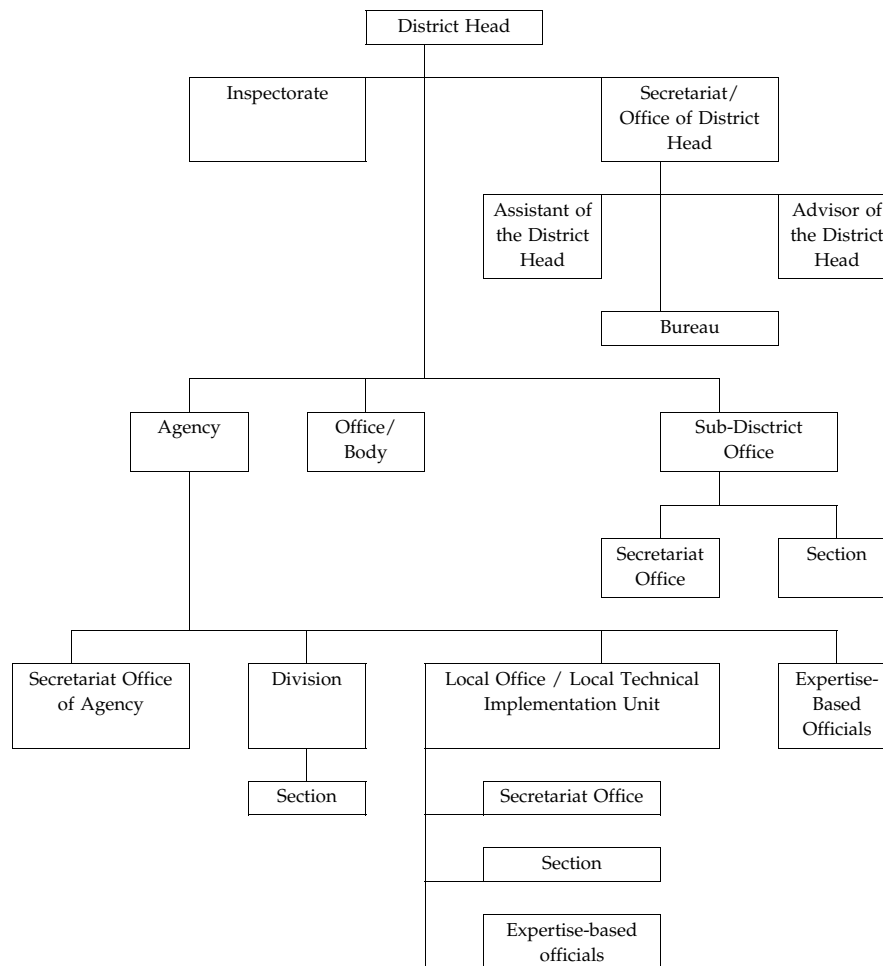 District Head
Inspectorate
Secretariat/
Office of District
Head
Assistant of
the District
Head
Advisor of
the District
Head
Bureau
Agency
Office/
Body
Sub-Disctrict
Office
Secretariat
Office
Section
Secretariat Office
of Agency
Division
Local Office / Local Technical
Implementation Unit
Expertise-
Based
Officials
Section
Secretariat Office
Section
Expertise-based
officials